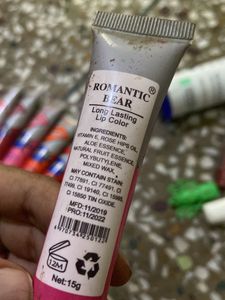 ROMANTIC®
BEAR
Long Lasting
Lip Color
INGREDIENTS:
VITAMIN E, ROSE HIPS OIL,
ALOE ESSENCE,
NATURAL FRUIT ESSENCE,
POLYBUTYLENE,
MIXED WAX.
MAY CONTAIN STAIN:
CI 77891, CI 77491,
CI 77499, CI 19140,
CI 15850 TIN OXIDE.
MFD:11/2019
PRO:11/2022
12M
Net:15g